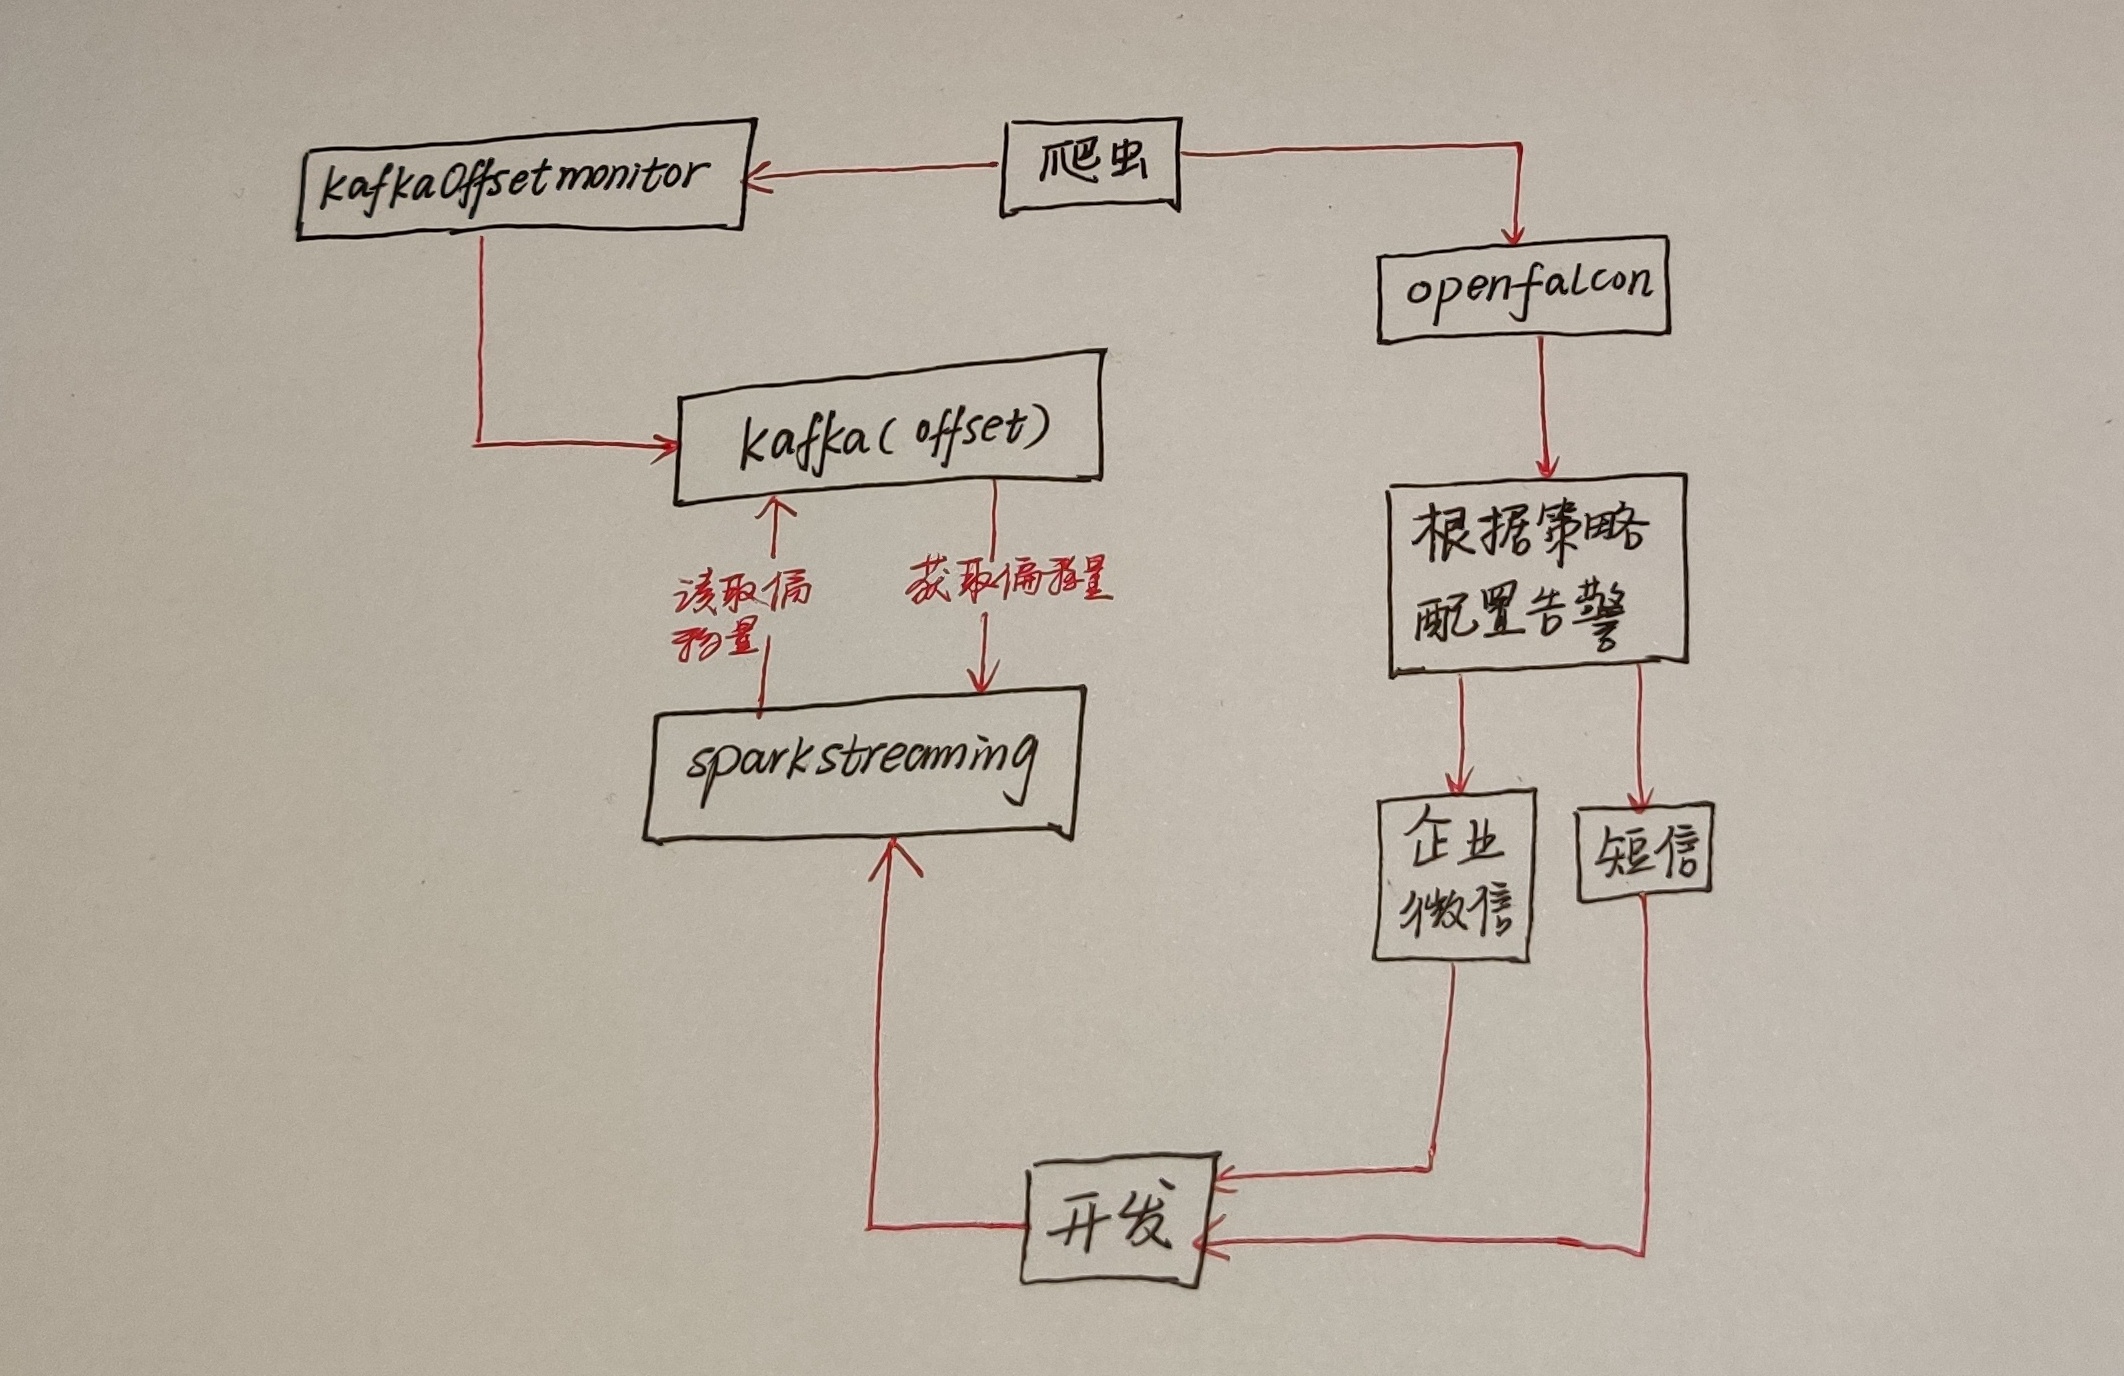 kafkaOffsetmonitor
爬虫
openfalcon
kafka(offset)
根据策略
配置告警
读取偏
移量
获取偏移量
sparkstreaming
企业
微信
短信
开发